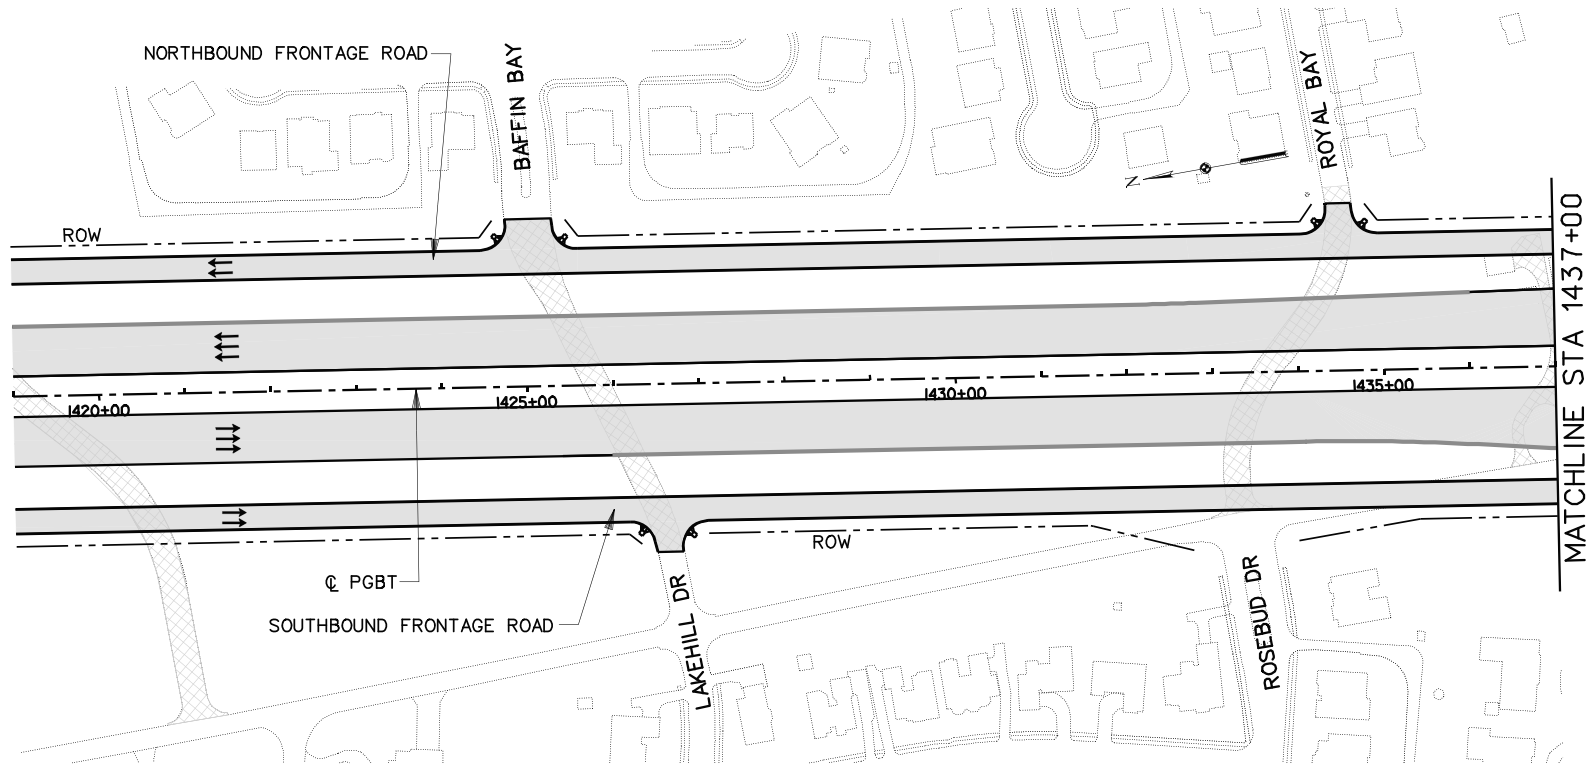 NORTHBOUND FRONTAGE ROAD
BAFFIN BAY
ROYAL BAY
N
ROW
MATCHLINE STA 1437+00
1420+00
1425+00
1430+00
1435+00
ROW
℄ PGBT
SOUTHBOUND FRONTAGE ROAD
LAKEHILL DR
ROSEBUD DR